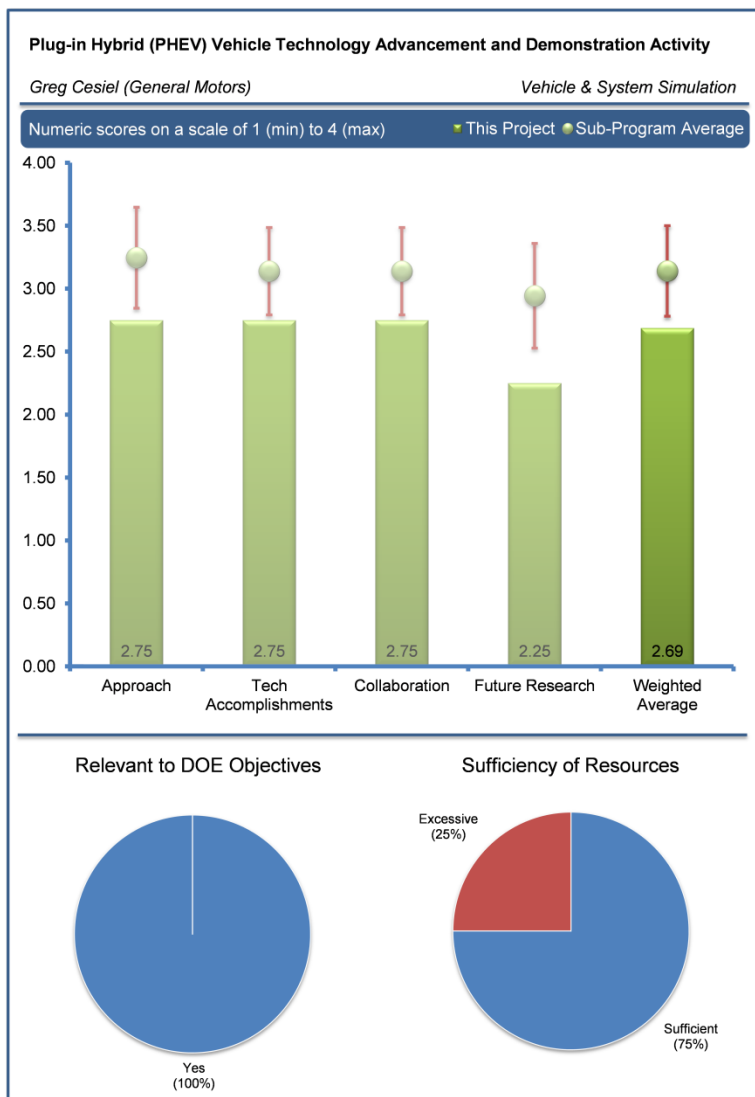 Plug-in Hybrid (PHEV) Vehicle Technology Advancement and Demonstration Activity
Greg Cesiel (General Motors) Vehicle & System Simulation
Numeric scores on a scale of 1 (min) to 4 (max) This Project Sub-Program Average
4.00
3.50
3.00
2.50
2.00
1.50
1.00
0.50
0.00
2.75 2.75 2.75 2.25 2.69
Approach Tech Accomplishments Collaboration Future Research Weighted Average
Relevant to DOE Objectives Sufficiency of Resources
Yes
(100%)
Excessive
(25%)
Sufficient
(75%)